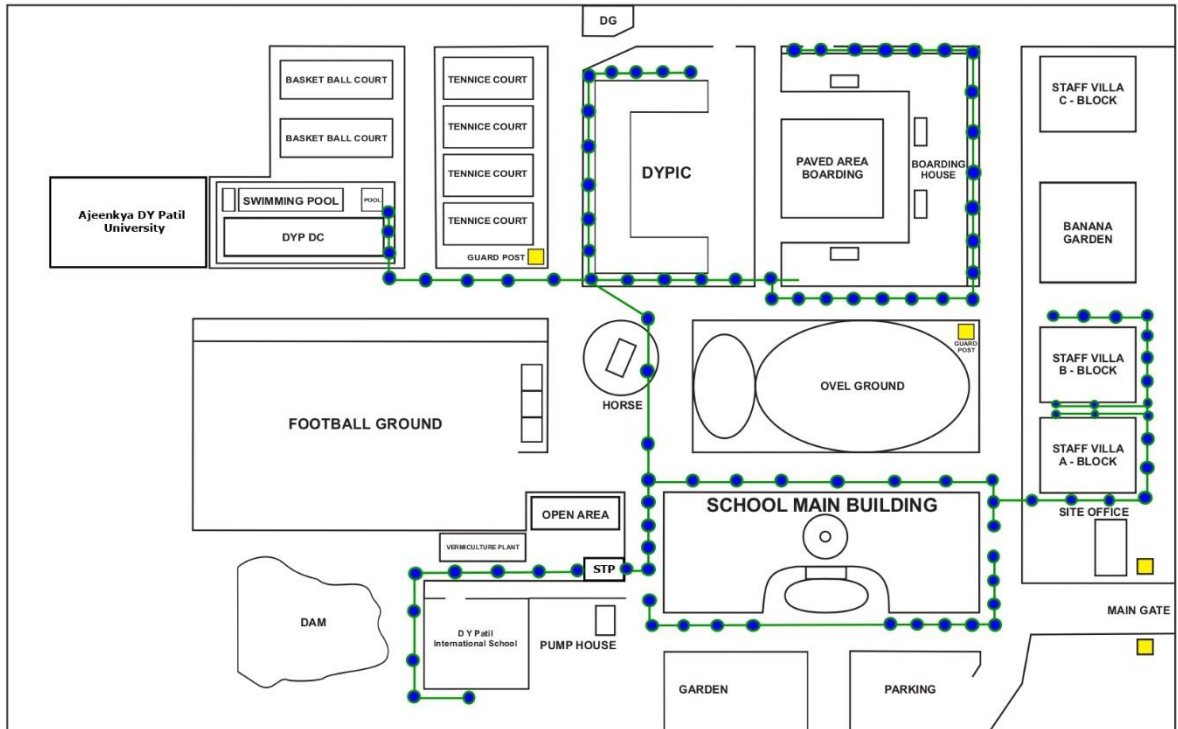 DG
BASKET BALL COURT
BASKET BALL COURT
TENNICE COURT
TENNICE COURT
TENNICE COURT
TENNICE COURT
GUARD POST
DYPIC
PAVED AREA
BOARDING
BOARDING
HOUSE
STAFF VILLA
C - BLOCK
Ajeenkya DY Patil
University
SWIMMING POOL
POOL
DYP DC
BANANA
GARDEN
FOOTBALL GROUND
HORSE
OVEL GROUND
GUARD
POST
STAFF VILLA
B - BLOCK
STAFF VILLA
A - BLOCK
SITE OFFICE
OPEN AREA
SCHOOL MAIN BUILDING
VERMICULTURE PLANT
STP
DAM
D Y Patil
International School
PUMP HOUSE
MAIN GATE
GARDEN
PARKING